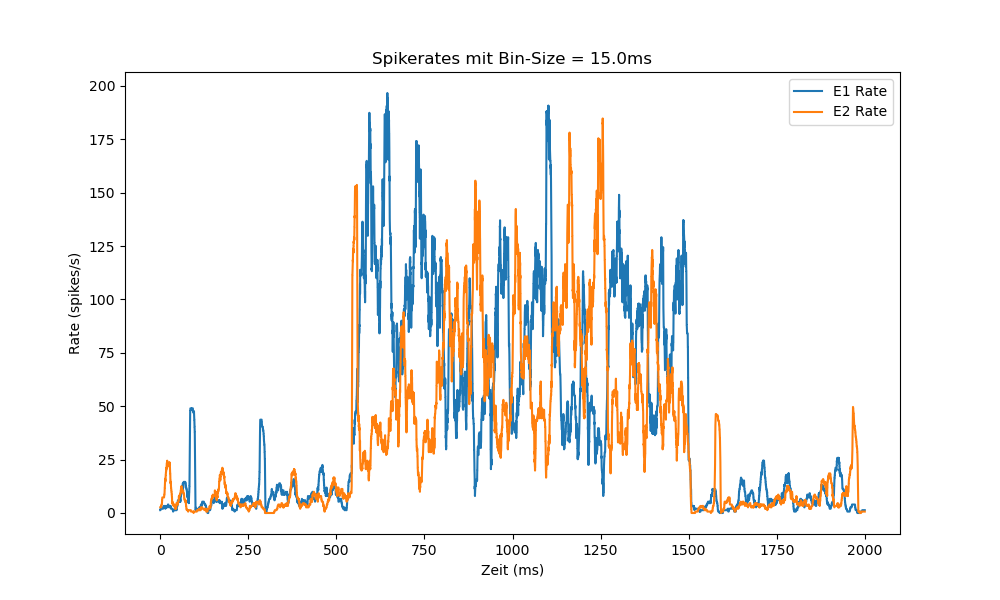 Spikerates mit Bin-Size = 15.0ms
E1 Rate
E2 Rate
200
175
150
125
100
75
50
25
0
Rate (spikes/s)
0 250 500 750 1000 1250 1500 1750 2000
Zeit (ms)